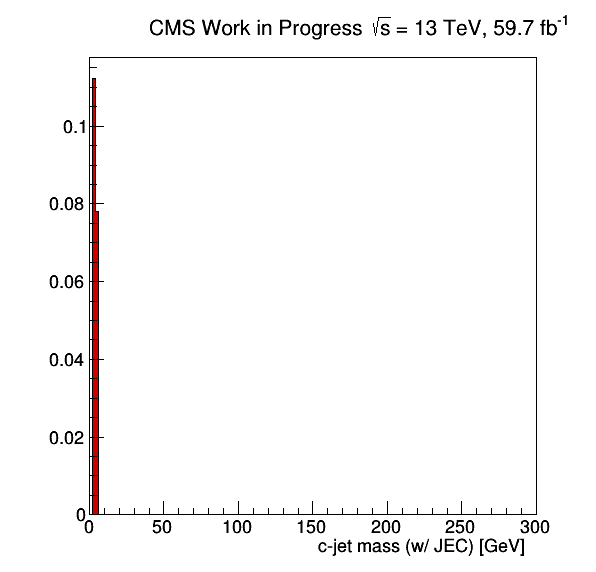 CMS Work in Progress √s = 13 TeV, 59.7 fb⁻¹
0.1
0.08
0.06
0.04
0.02
0
0 50 100 150 200 250 300
c-jet mass (w/ JEC) [GeV]